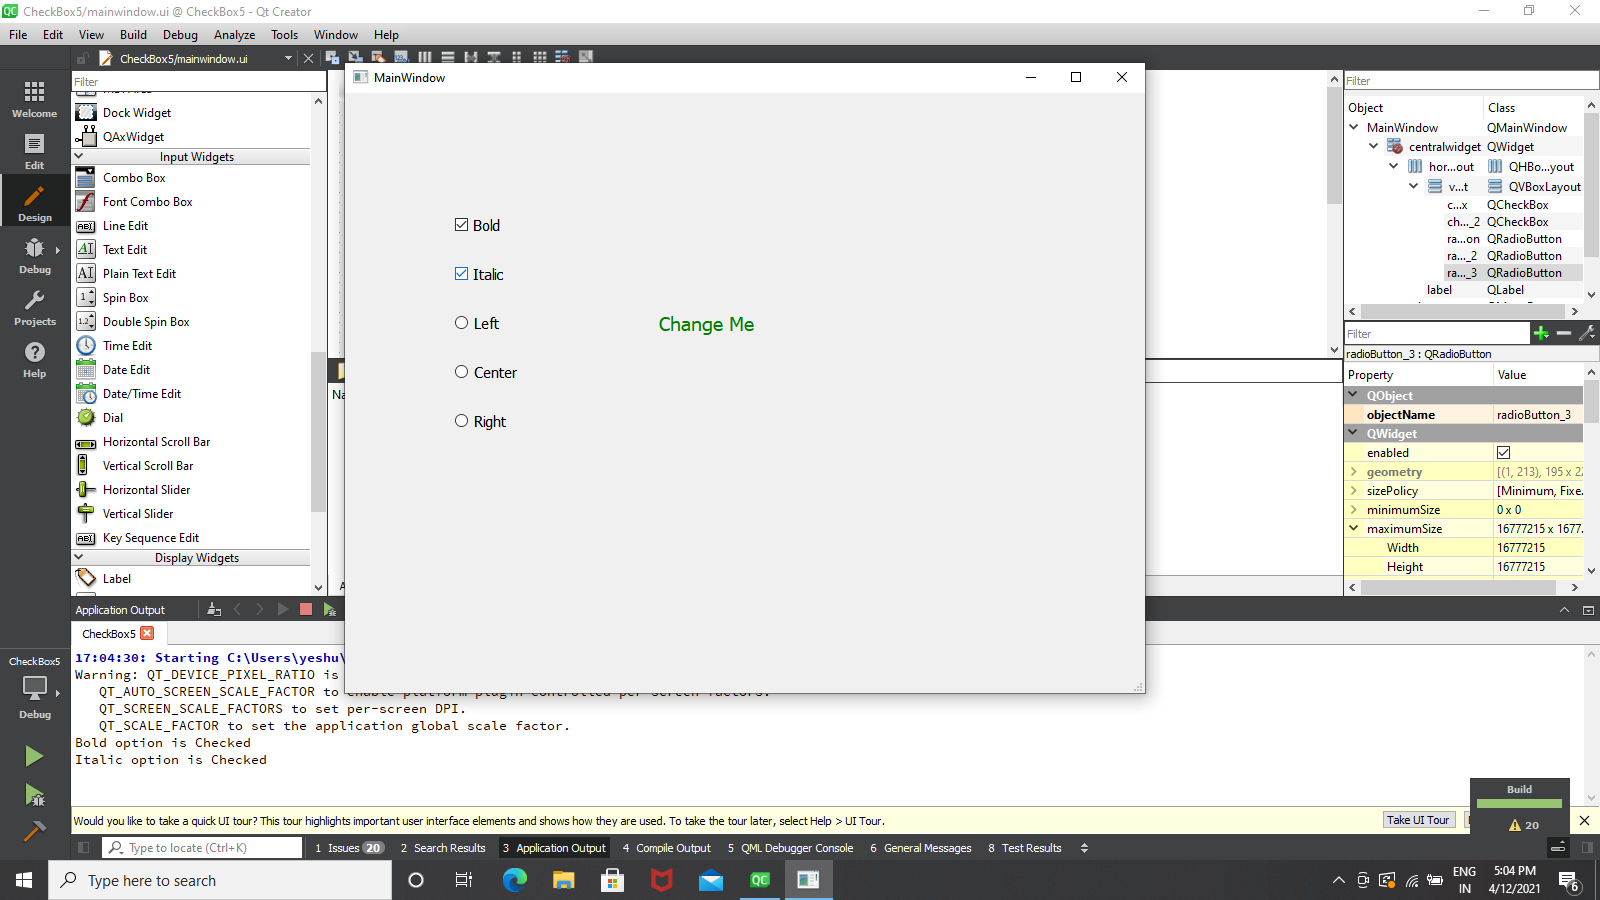 CheckBox5/mainwindow.ui @ CheckBox5 - Qt Creator
File Edit View Build Debug Analyze Tools Window Help
CheckBox5/mainwindow.ui
Filter
Dock Widget
QAxWidget
Input Widgets
Combo Box
Font Combo Box
Line Edit
Text Edit
Plain Text Edit
Spin Box
Double Spin Box
Time Edit
Date Edit
Date/Time Edit
Dial
Horizontal Scroll Bar
Vertical Scroll Bar
Horizontal Slider
Vertical Slider
Key Sequence Edit
Display Widgets
Label
Welcome
Edit
Design
Debug
Projects
Help
CheckBox5
Debug
MainWindow
Bold
Italic
Left
Center
Right
Change Me
Filter
Object Class
MainWindow QMainWindow
centralwidget QWidget
hor...out QHBo...yout
v...t QVBoxLayout
c...x QCheckBox
ch..._2 QCheckBox
ra...on QRadioButton
ra..._2 QRadioButton
ra..._3 QRadioButton
label QLabel
Filter
radioButton_3 : QRadioButton
Property Value
QObject
objectName radioButton_3
QWidget
enabled
geometry [(1, 213), 195 x 22
sizePolicy [Minimum, Fixe.
minimumSize 0 x 0
maximumSize 16777215 x 1677.
Width 16777215
Height 16777215
Application Output
CheckBox5
17:04:30: Starting C:\Users\yeshu\
Warning: QT_DEVICE_PIXEL_RATIO is
QT_AUTO_SCREEN_SCALE_FACTOR to enable platform plugin controlled per-screen factors.
QT_SCREEN_SCALE_FACTORS to set per-screen DPI.
QT_SCALE_FACTOR to set the application global scale factor.
Bold option is Checked
Italic option is Checked
Build
20
Would you like to take a quick UI tour? This tour highlights important user interface elements and shows how they are used. To take the tour later, select Help > UI Tour.
Take UI Tour
Type to locate (Ctrl+K) 1 Issues 20 2 Search Results 3 Application Output 4 Compile Output 5 QML Debugger Console 6 General Messages 8 Test Results
Type here to search
ENG
IN
5:04 PM
4/12/2021
6